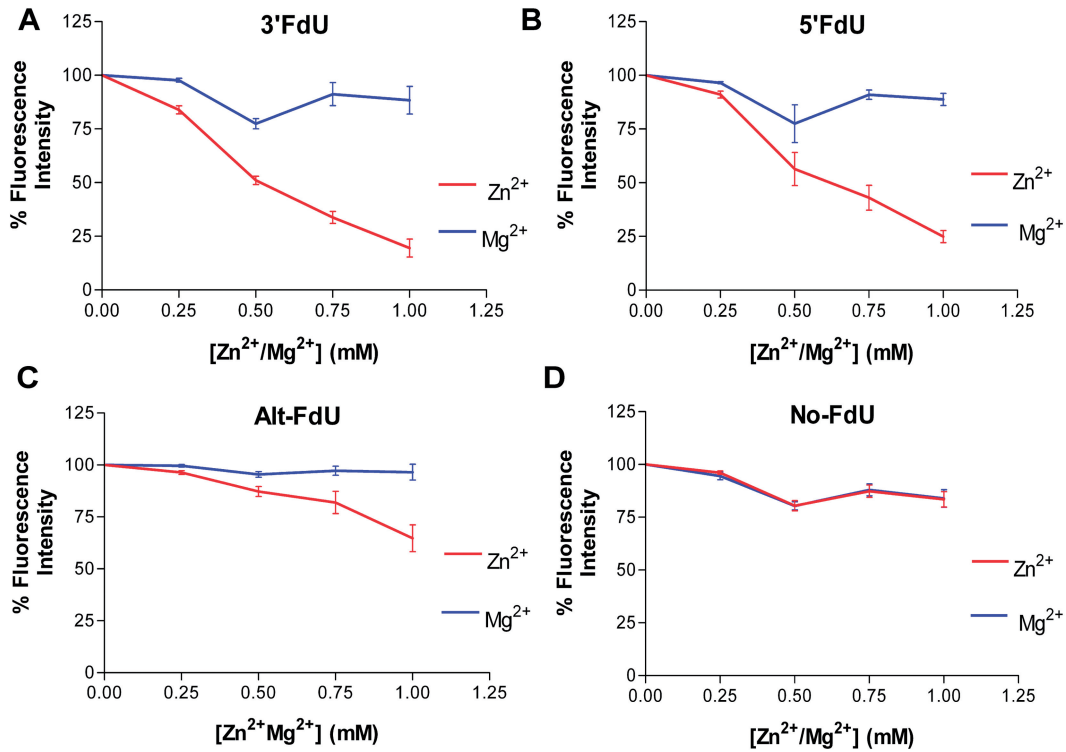 A
3'FdU
125
100
75
50
25
0
% Fluorescence
Intensity
Zn²⁺
Mg²⁺
0.00 0.25 0.50 0.75 1.00 1.25
[Zn²⁺/Mg²⁺] (mM)
B
5'FdU
125
100
75
50
25
0
% Fluorescence
Intensity
Zn²⁺
Mg²⁺
0.00 0.25 0.50 0.75 1.00 1.25
[Zn²⁺/Mg²⁺] (mM)
C
Alt-FdU
125
100
75
50
25
0
% Fluorescence
Intensity
Zn²⁺
Mg²⁺
0.00 0.25 0.50 0.75 1.00 1.25
[Zn²⁺Mg²⁺] (mM)
D
No-FdU
125
100
75
50
25
0
% Fluorescence
Intensity
Zn²⁺
Mg²⁺
0.00 0.25 0.50 0.75 1.00 1.25
[Zn²⁺/Mg²⁺] (mM)